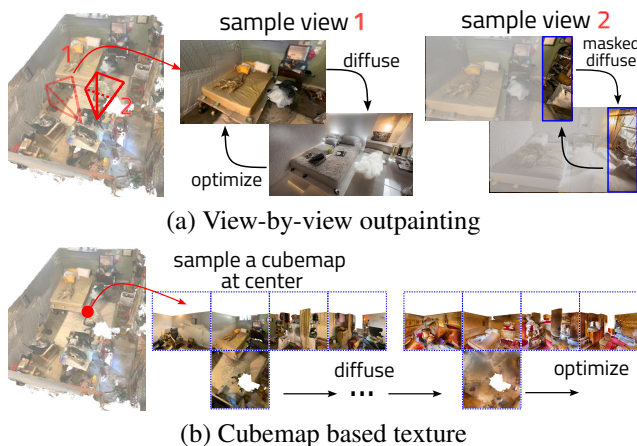 sample view 1
sample view 2
1
2
diffuse
optimize
masked
diffuse
(a) View-by-view outpainting
sample a cubemap
at center
diffuse
...
optimize
(b) Cubemap based texture